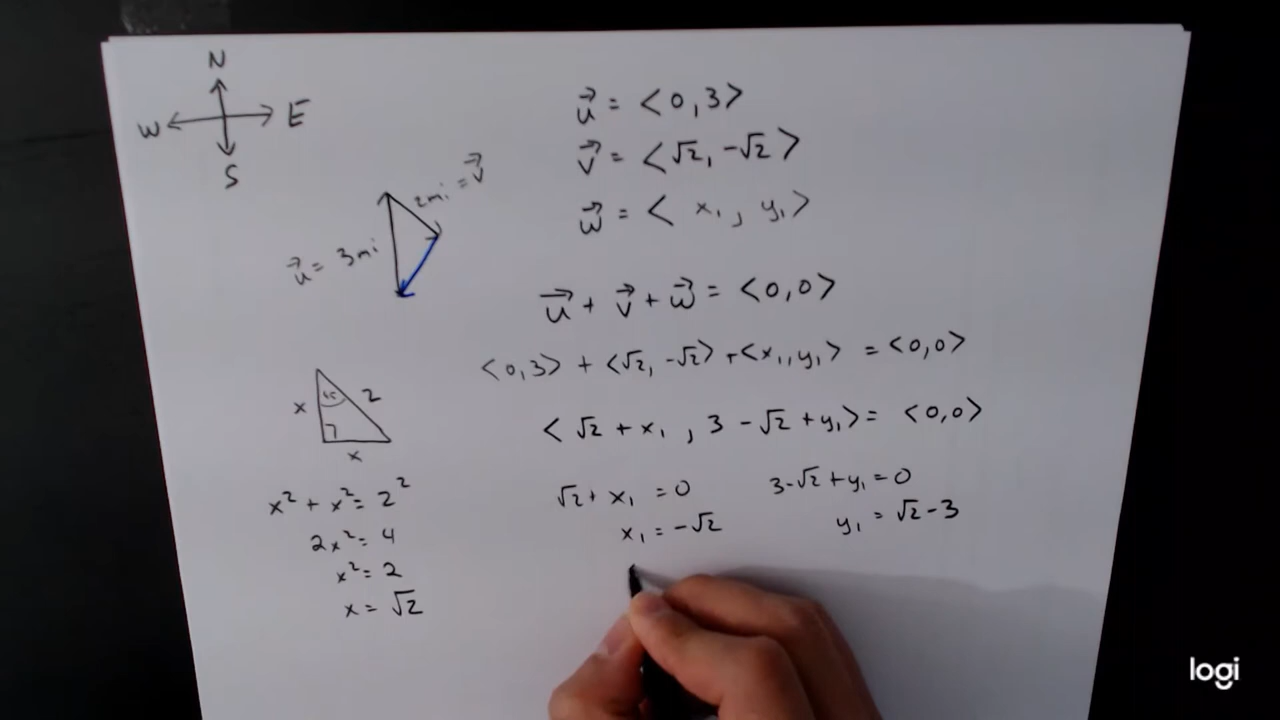 N
W E
S
2mi = v⃗
u⃗ = 3mi
45
x 2
x
x² + x² = 2²
2x² = 4
x² = 2
x = √2
u⃗ = <0,3>
v⃗ = <√2, -√2>
w⃗ = < x₁, y₁>
u⃗ + v⃗ + w⃗ = <0,0>
<0,3> + <√2, -√2> + <x₁, y₁> = <0,0>
< √2 + x₁ , 3 - √2 + y₁> = <0,0>
√2 + x₁ = 0 3-√2 + y₁ = 0
x₁ = -√2 y₁ = √2 - 3
logi